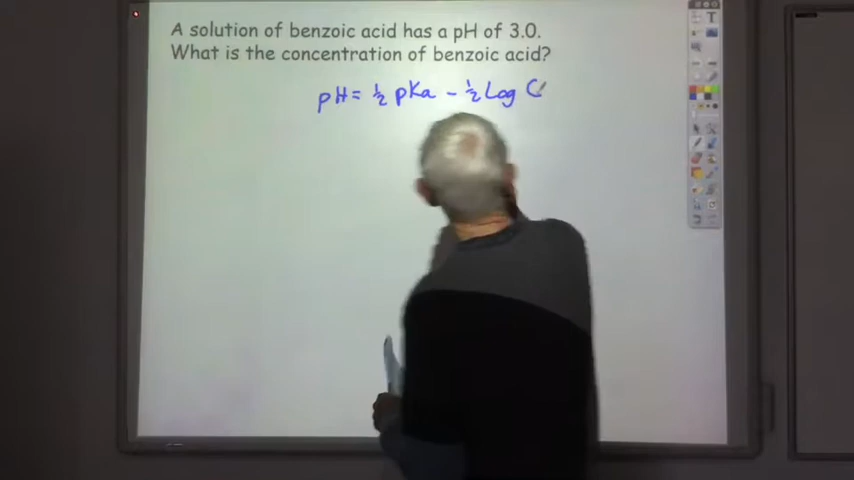 A solution of benzoic acid has a pH of 3.0.
What is the concentration of benzoic acid?
pH = ½ pKa - ½ Log C